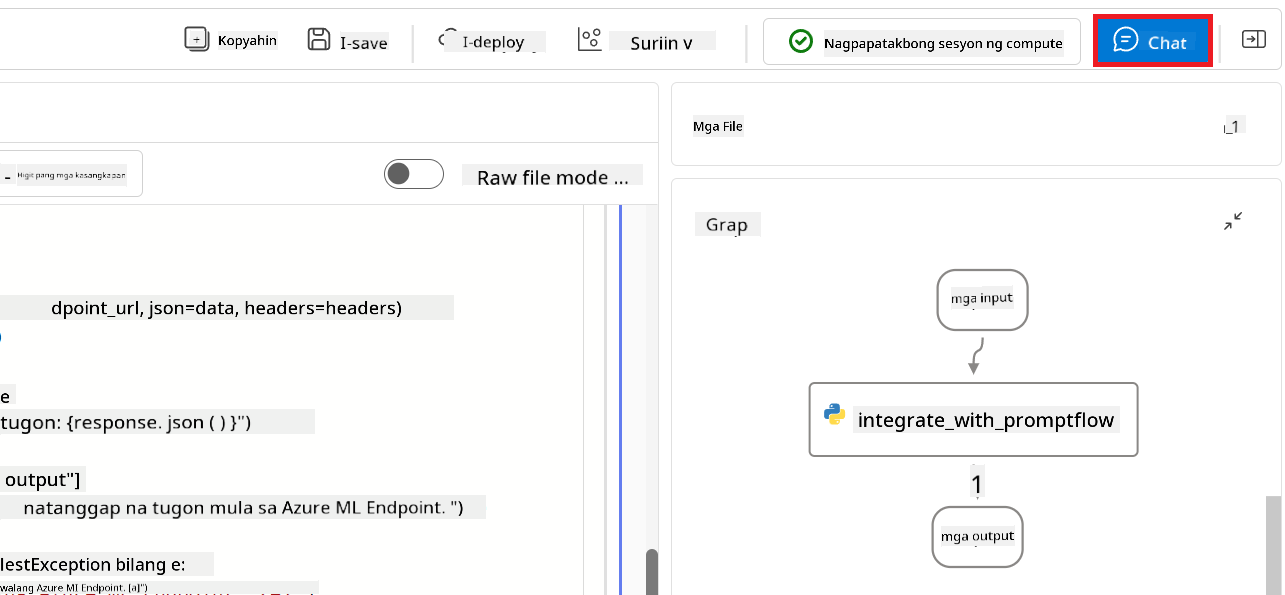 Kopyahin
I-save
I-deploy
Suriin v
Nagpapatakbong sesyon ng compute
Chat
Mga File
1
- Higit pang mga kasangkapan
Raw file mode ...
Grap
mga input
dpoint_url, json=data, headers=headers)
e
tugon: {response. json ( ) }")
integrate_with_promptflow
output"]
1
natanggap na tugon mula sa Azure ML Endpoint. ")
mga output
lestException bilang e:
walang Azure MI Endpoint. [a]")